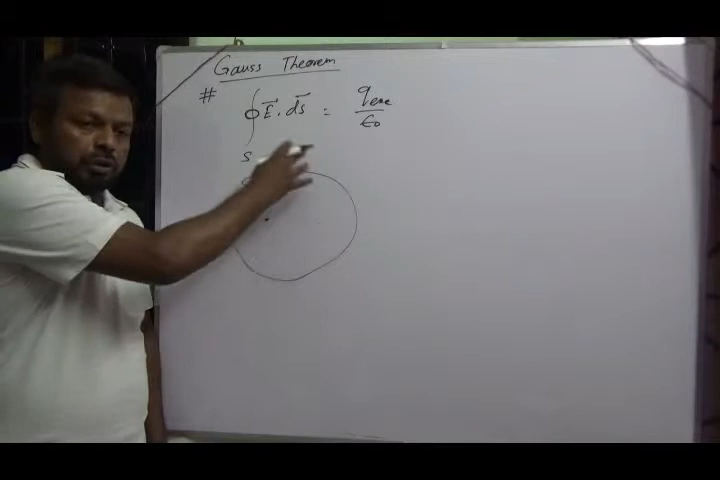 Gauss Theorem
# ∮ E⃗ . ds⃗ = qenc / ϵ0
S